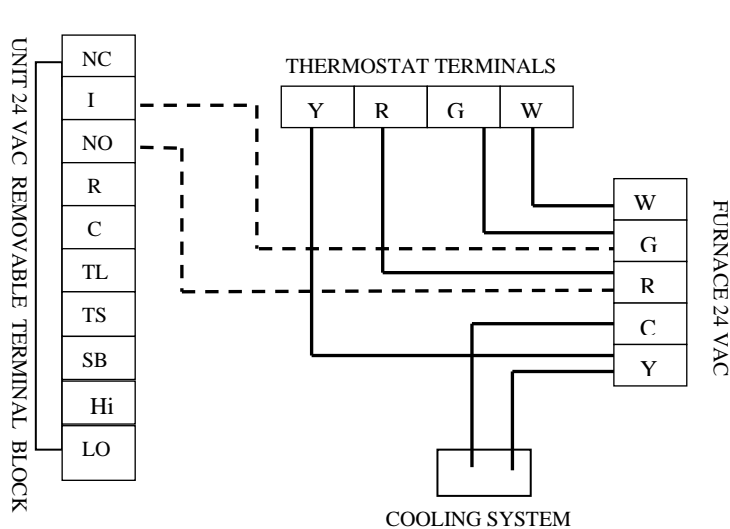 UNIT 24 VAC REMOVABLE TERMINAL BLOCK
NC
I
NO
R
C
TL
TS
SB
Hi
LO
THERMOSTAT TERMINALS
Y R G W
W
G
R
C
Y
FURNACE 24 VAC
COOLING SYSTEM